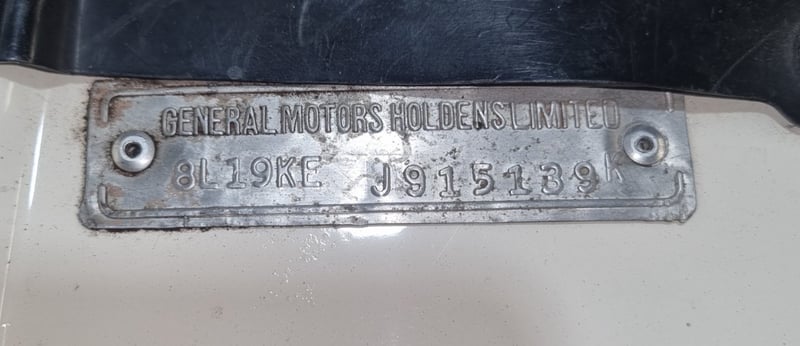 GENERAL MOTORS HOLDENS LIMITED
8L19KE J915139K